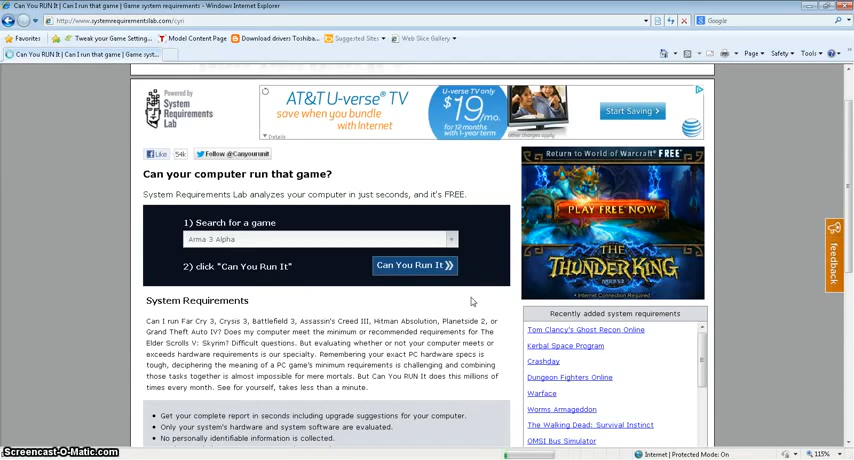 Can You RUN It | Can I run that game? | Game system requirements - Windows Internet Explorer
http://www.systemrequirementslab.com/cyri
Google
Favorites
Tweak your Game Setting...
Model Content Page
Download drivers Toshiba...
Suggested Sites
Web Slice Gallery
Can You RUN It | Can I run that game? | Game syst...
Page
Safety
Tools
Powered by
System
Requirements
Lab
AT&T U-verse® TV
save when you bundle
with Internet
Details
U-verse TV only
$19/mo.
for 12 months
with 1-year term
other charges apply.
Start Saving >
AT&T
Like
54k
Follow @Canyourunit
Can your computer run that game?
System Requirements Lab analyzes your computer in just seconds, and it's FREE.
1) Search for a game
Arma 3 Alpha
2) click "Can You Run It"
Can You Run It
System Requirements
Can I run Far Cry 3, Crysis 3, Battlefield 3, Assassin's Creed III, Hitman Absolution, Planetside 2, or
Grand Theft Auto IV? Does my computer meet the minimum or recommended requirements for The
Elder Scrolls V: Skyrim? Difficult questions. But evaluating whether or not your computer meets or
exceeds hardware requirements is our specialty. Remembering your exact PC hardware specs is
tough, deciphering the meaning of a PC game's minimum requirements is challenging and combining
those tasks together is almost impossible for mere mortals. But Can You RUN It does this millions of
times every month. See for yourself, takes less than a minute.
Get your complete report in seconds including upgrade suggestions for your computer.
Only your system's hardware and system software are evaluated.
No personally identifiable information is collected.
Return to World of Warcraft FREE
PLAY FREE NOW
THE
THUNDER KING
Internet Connection Required
feedback
Recently added system requirements
Tom Clancy's Ghost Recon Online
Kerbal Space Program
Crashday
Dungeon Fighters Online
Warface
Worms Armageddon
The Walking Dead: Survival Instinct
OMSI Bus Simulator
Screencast-O-Matic.com
Internet | Protected Mode: On
115%